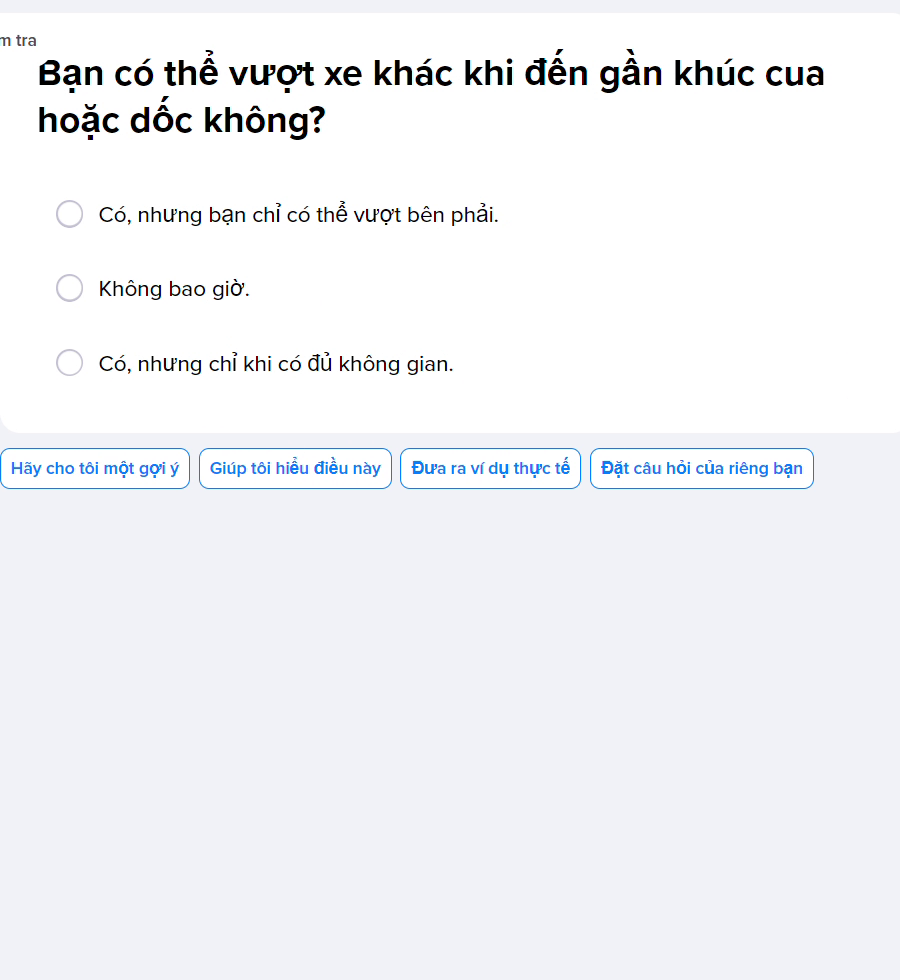 m tra
Bạn có thể vượt xe khác khi đến gần khúc cua
hoặc dốc không?
Có, nhưng bạn chỉ có thể vượt bên phải.
Không bao giờ.
Có, nhưng chỉ khi có đủ không gian.
Hãy cho tôi một gợi ý
Giúp tôi hiểu điều này
Đưa ra ví dụ thực tế
Đặt câu hỏi của riêng bạn